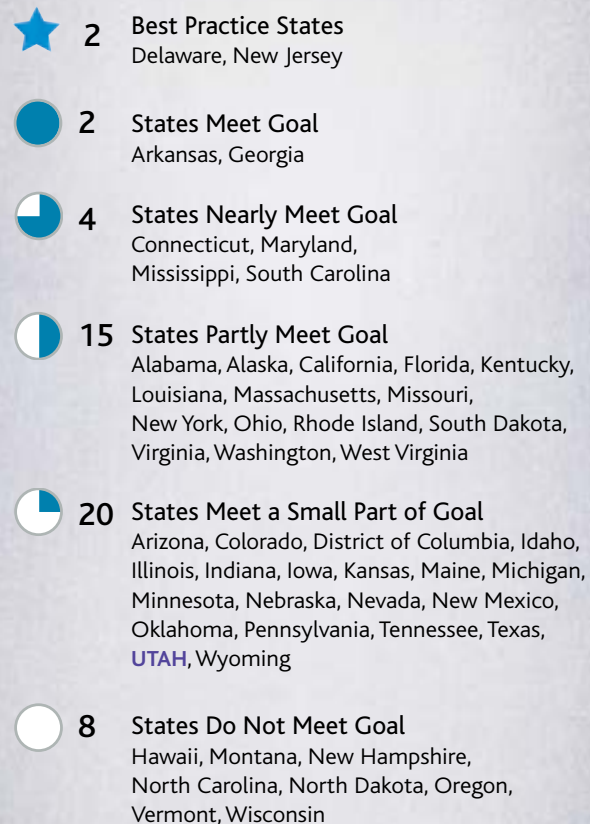 2 Best Practice States
Delaware, New Jersey
2 States Meet Goal
Arkansas, Georgia
4 States Nearly Meet Goal
Connecticut, Maryland,
Mississippi, South Carolina
15 States Partly Meet Goal
Alabama, Alaska, California, Florida, Kentucky,
Louisiana, Massachusetts, Missouri,
New York, Ohio, Rhode Island, South Dakota,
Virginia, Washington, West Virginia
20 States Meet a Small Part of Goal
Arizona, Colorado, District of Columbia, Idaho,
Illinois, Indiana, Iowa, Kansas, Maine, Michigan,
Minnesota, Nebraska, Nevada, New Mexico,
Oklahoma, Pennsylvania, Tennessee, Texas,
UTAH, Wyoming
8 States Do Not Meet Goal
Hawaii, Montana, New Hampshire,
North Carolina, North Dakota, Oregon,
Vermont, Wisconsin